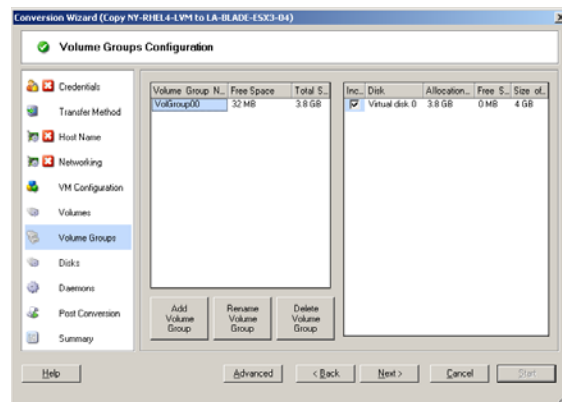 Conversion Wizard (Copy NY-RHEL4-LVM to LA-BLADE-ESX3-04)
Volume Groups Configuration
Credentials
Transfer Method
Host Name
Networking
VM Configuration
Volumes
Volume Groups
Disks
Daemons
Post Conversion
Summary
Volume Group N... Free Space Total S...
VolGroup00 32 MB 3.8 GB
Add Volume Group
Rename Volume Group
Delete Volume Group
Inc... Disk Allocation... Free S... Size of...
Virtual disk 0 3.8 GB 0 MB 4 GB
Help
Advanced
< Back
Next >
Cancel
Start